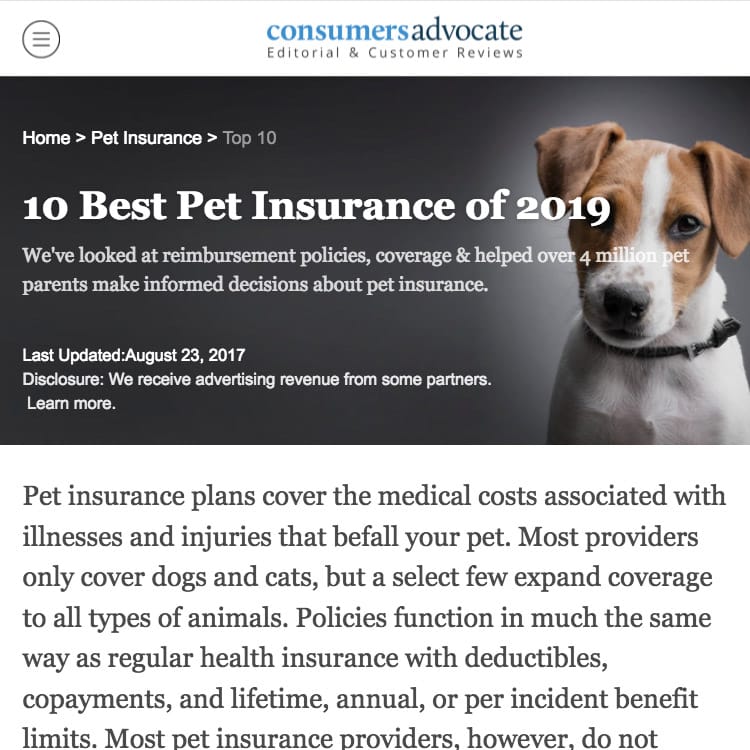 consumersadvocate
Editorial & Customer Reviews
Home > Pet Insurance > Top 10
10 Best Pet Insurance of 2019
We've looked at reimbursement policies, coverage & helped over 4 million pet
parents make informed decisions about pet insurance.
Last Updated:August 23, 2017
Disclosure: We receive advertising revenue from some partners.
Learn more.
Pet insurance plans cover the medical costs associated with
illnesses and injuries that befall your pet. Most providers
only cover dogs and cats, but a select few expand coverage
to all types of animals. Policies function in much the same
way as regular health insurance with deductibles,
copayments, and lifetime, annual, or per incident benefit
limits. Most pet insurance providers, however, do not